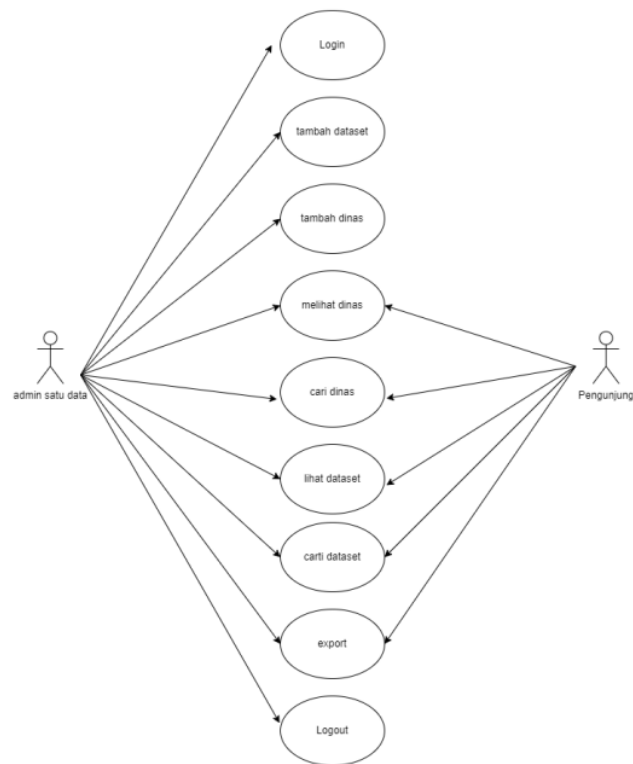 Login
tambah dataset
tambah dinas
melihat dinas
admin satu data
Pengunjung
cari dinas
lihat dataset
carti dataset
export
Logout